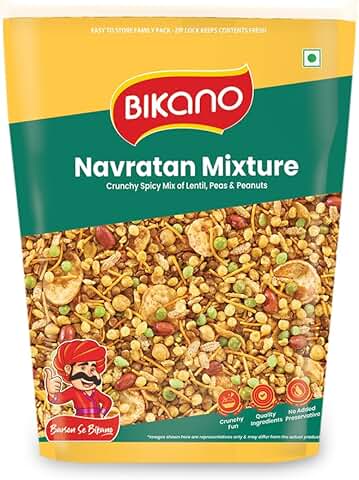 EASY TO STORE FAMILY PACK - ZIP LOCK KEEPS CONTENTS FRESH
BIKANO
Navratan Mixture
Crunchy Spicy Mix of Lentil, Peas & Peanuts
Barson Se Bikano
Crunchy
Fun
Quality
Ingredients
No Added
Preservative
*Images shown here are representations only & may differ from the actual product